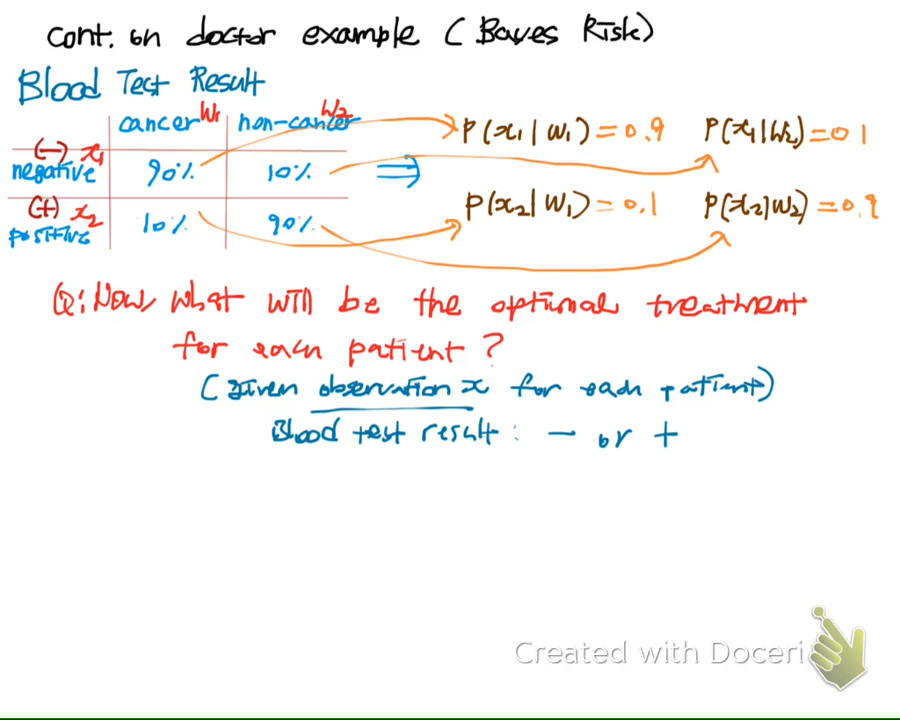 cont. on doctor example (Bayes Risk)
Blood Test Result
cancer W1 non-cancer W2
(-) x1
negative 90% 10% ⇒ P(x1|w1) = 0.9 P(x1|w2) = 0.1
(+) x2
positive 10% 90% P(x2|w1) = 0.1 P(x2|w2) = 0.9
Q: Now, what will be the optimal treatment
for each patient?
(given observation x for each patient)
Blood test result: - or +
Created with Doceri